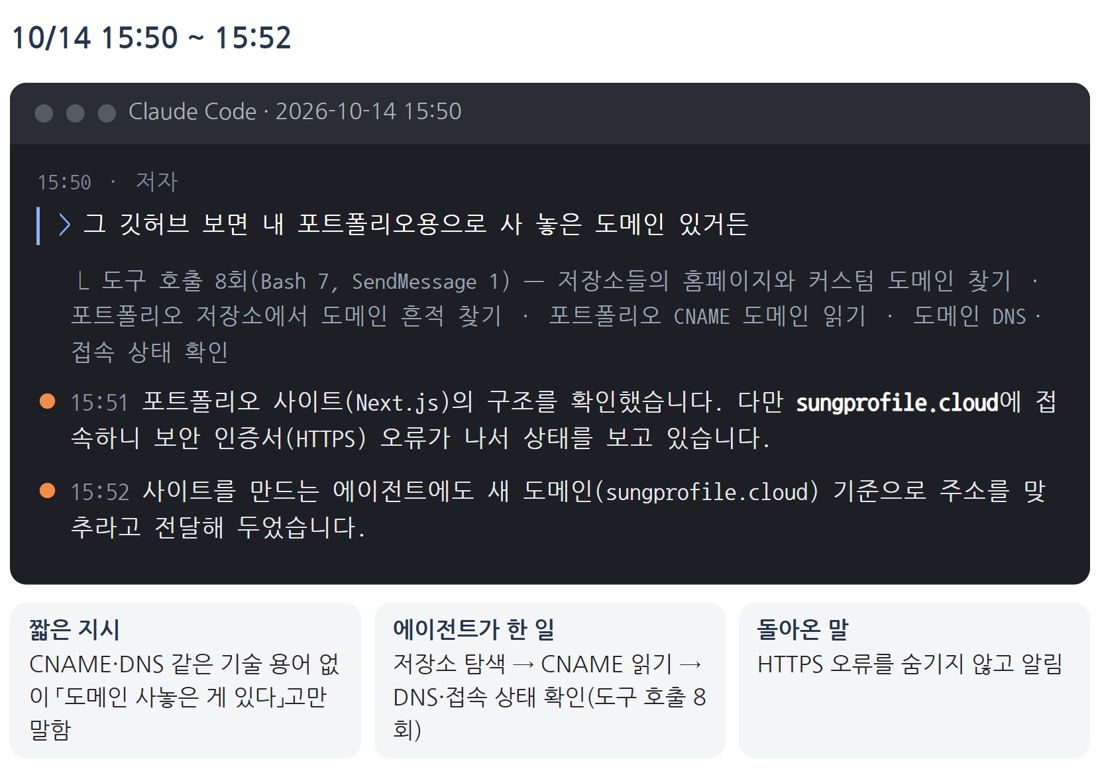 10/14 15:50 ~ 15:52
Claude Code · 2026-10-14 15:50
15:50 · 저자
> 그 깃허브 보면 내 포트폴리오용으로 사 놓은 도메인 있거든
└ 도구 호출 8회(Bash 7, SendMessage 1) — 저장소들의 홈페이지와 커스텀 도메인 찾기 ·
포트폴리오 저장소에서 도메인 흔적 찾기 · 포트폴리오 CNAME 도메인 읽기 · 도메인 DNS·
접속 상태 확인
15:51 포트폴리오 사이트(Next.js)의 구조를 확인했습니다. 다만 sungprofile.cloud에 접
속하니 보안 인증서(HTTPS) 오류가 나서 상태를 보고 있습니다.
15:52 사이트를 만드는 에이전트에도 새 도메인(sungprofile.cloud) 기준으로 주소를 맞
추라고 전달해 두었습니다.
짧은 지시
CNAME·DNS 같은 기술 용어 없
이 「도메인 사놓은 게 있다」고만
말함
에이전트가 한 일
저장소 탐색 → CNAME 읽기 →
DNS·접속 상태 확인(도구 호출 8
회)
돌아온 말
HTTPS 오류를 숨기지 않고 알림